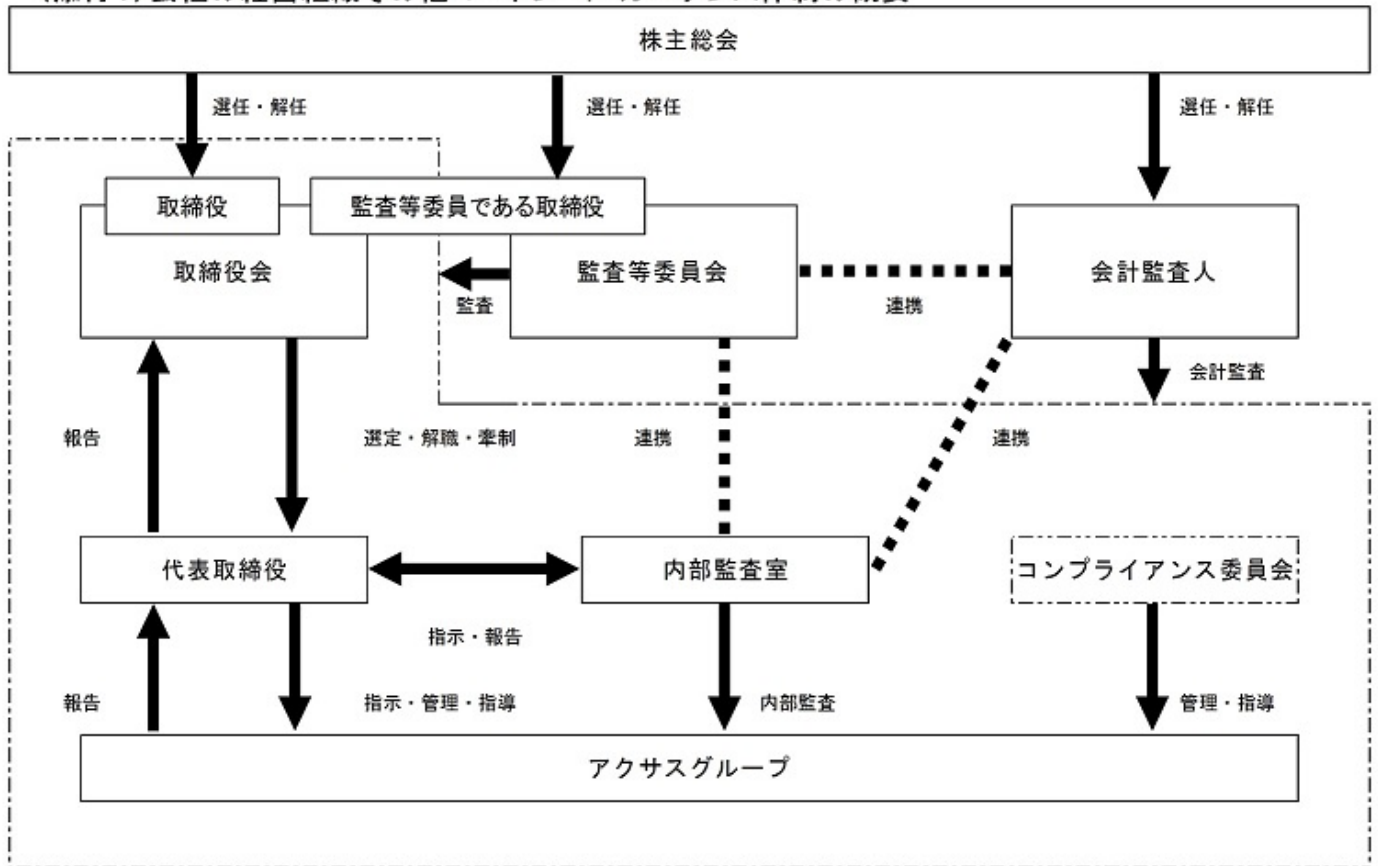 株主総会
選任・解任
選任・解任
選任・解任
取締役
監査等委員である取締役
取締役会
監査等委員会
会計監査人
監査
連携
会計監査
報告
選定・解職・牽制
連携
連携
代表取締役
内部監査室
コンプライアンス委員会
指示・報告
報告
指示・管理・指導
内部監査
管理・指導
アクサスグループ